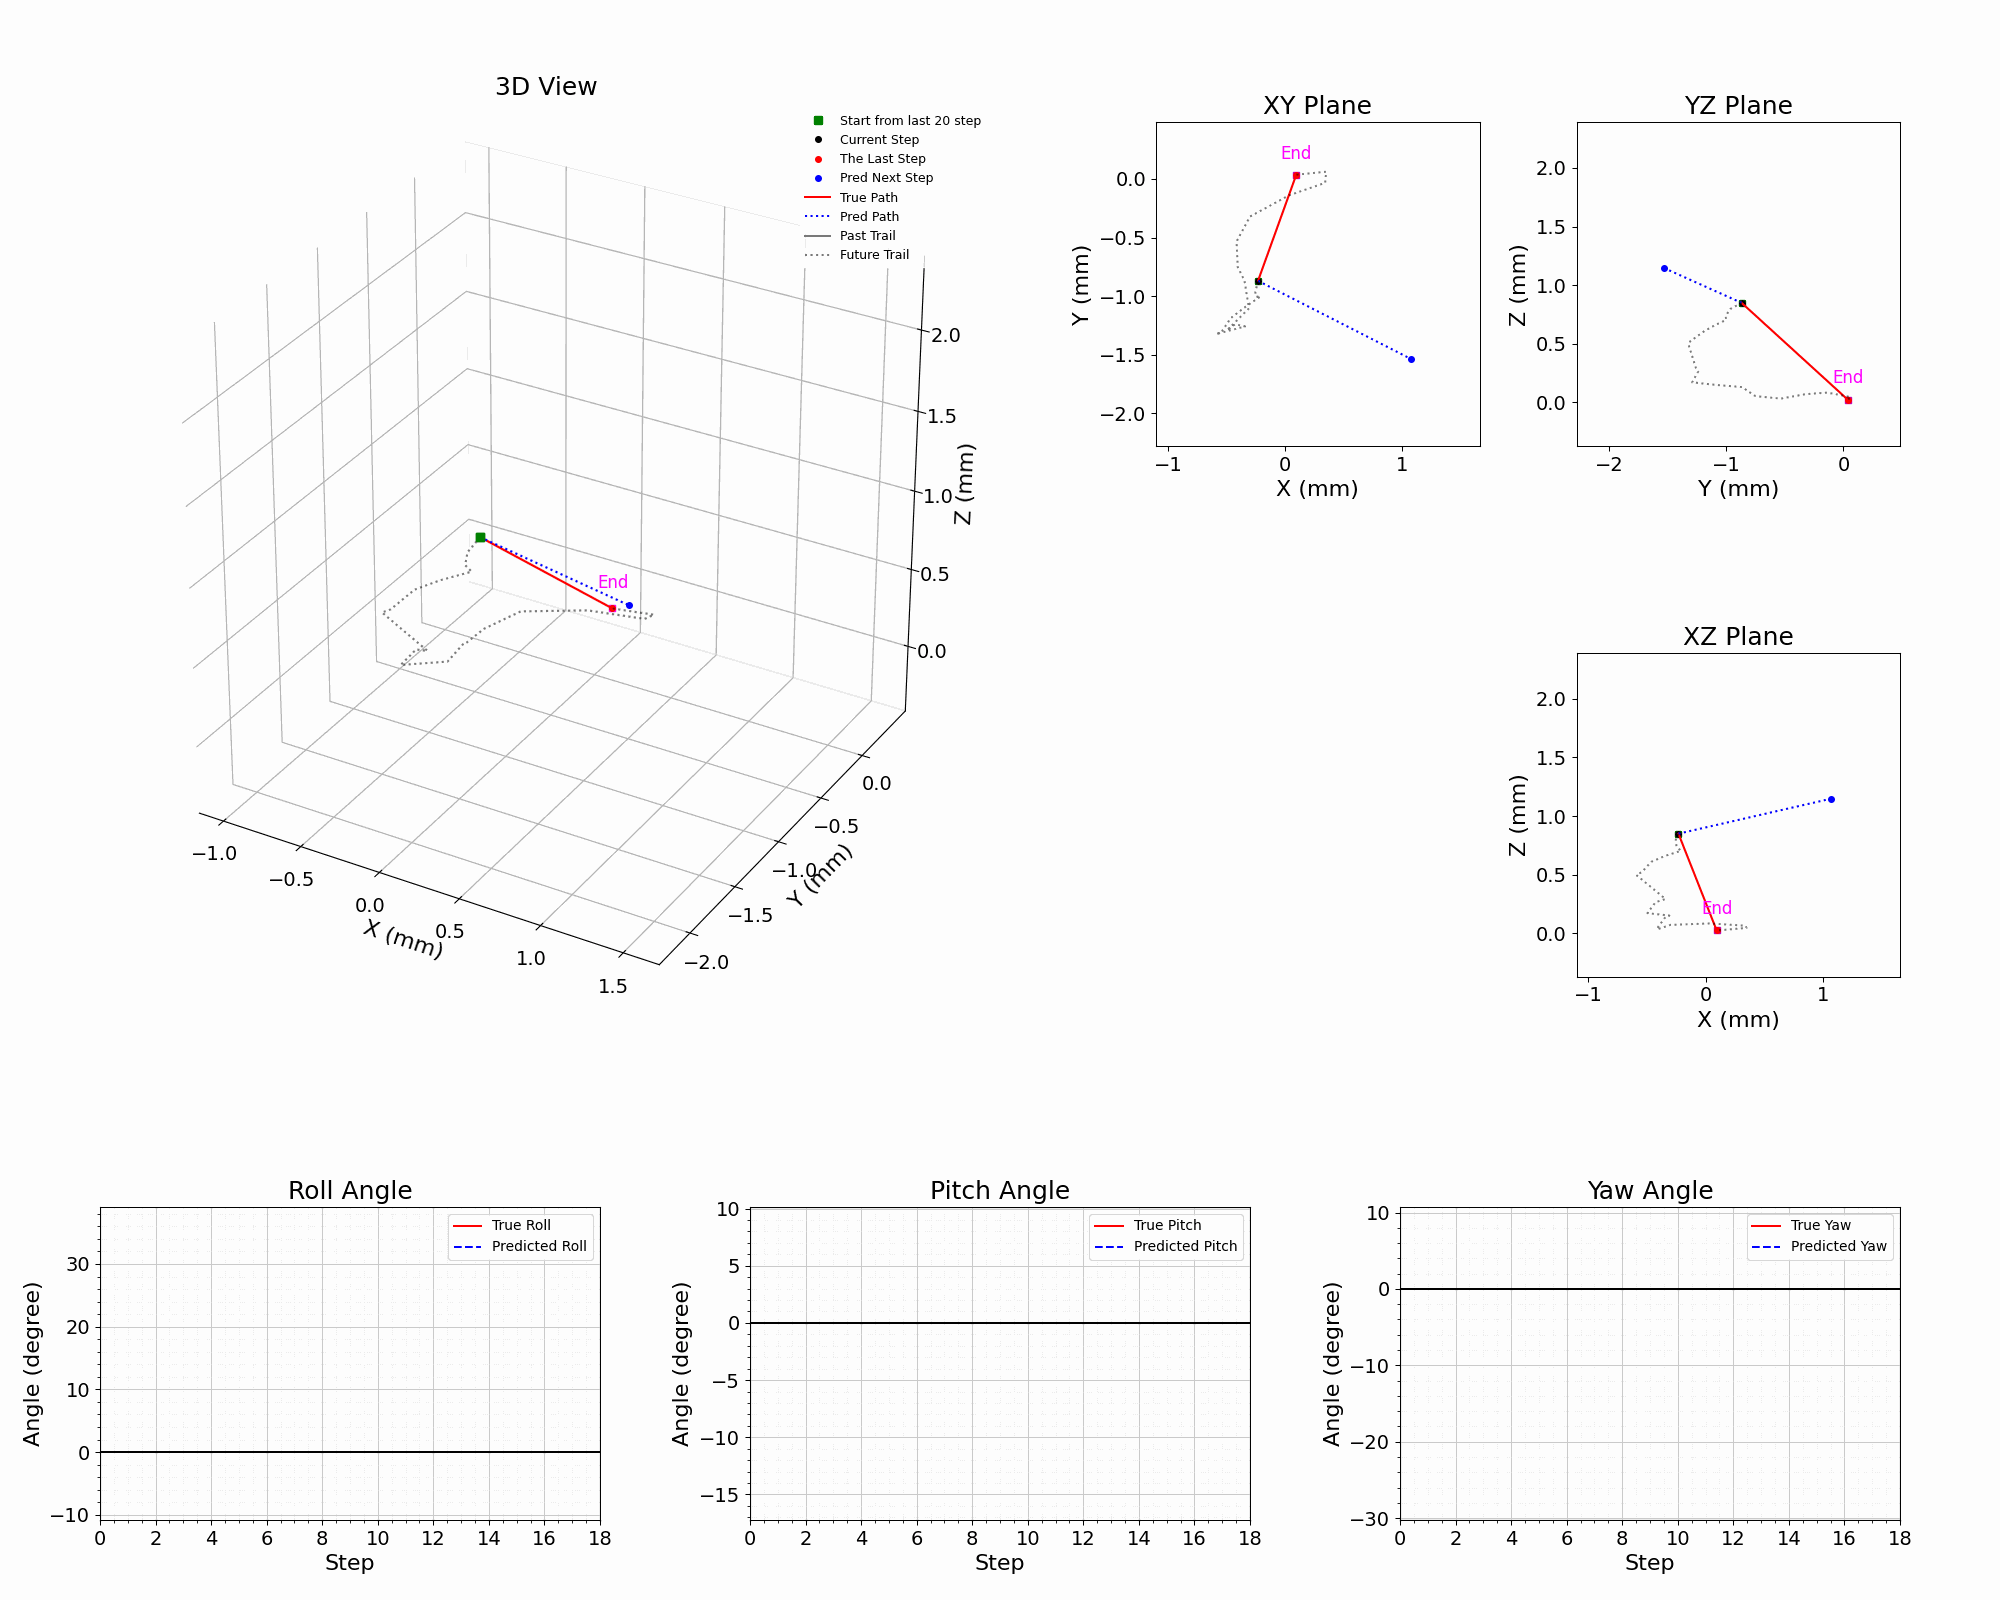 3D View
Start from last 20 step
Current Step
The Last Step
Pred Next Step
True Path
Pred Path
Past Trail
Future Trail
End
2.0
1.5
1.0
0.5
0.0
Z (mm)
0.0
−0.5
−1.0
−1.5
−2.0
Y (mm)
−1.0
−0.5
0.0
0.5
1.0
1.5
X (mm)
XY Plane
End
0.0
−0.5
−1.0
−1.5
−2.0
Y (mm)
−1 0 1
X (mm)
YZ Plane
End
2.0
1.5
1.0
0.5
0.0
Z (mm)
−2 −1 0
Y (mm)
XZ Plane
End
2.0
1.5
1.0
0.5
0.0
Z (mm)
−1 0 1
X (mm)
Roll Angle
True Roll
Predicted Roll
30
20
10
0
−10
Angle (degree)
0 2 4 6 8 10 12 14 16 18
Step
Pitch Angle
True Pitch
Predicted Pitch
10
5
0
−5
−10
−15
Angle (degree)
0 2 4 6 8 10 12 14 16 18
Step
Yaw Angle
True Yaw
Predicted Yaw
10
0
−10
−20
−30
Angle (degree)
0 2 4 6 8 10 12 14 16 18
Step